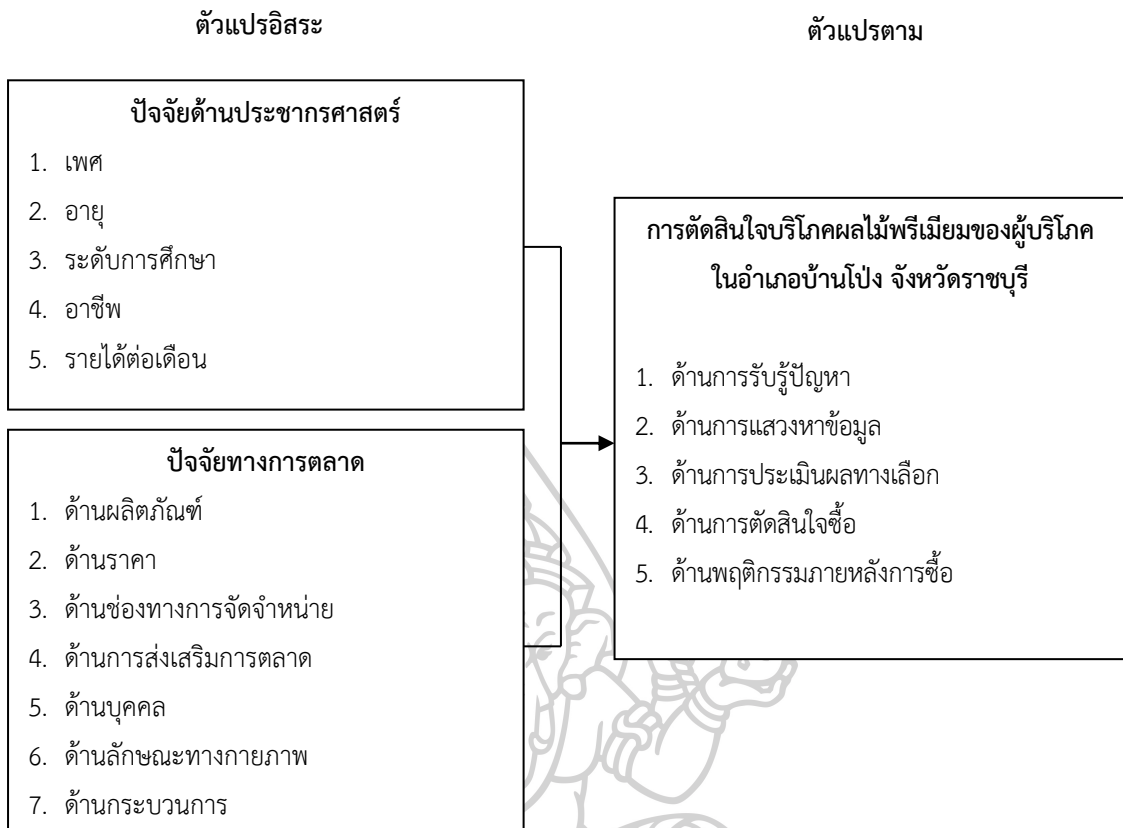 ตัวแปรอิสระ
ตัวแปรตาม
ปัจจัยด้านประชากรศาสตร์
1. เพศ
2. อายุ
3. ระดับการศึกษา
4. อาชีพ
5. รายได้ต่อเดือน
ปัจจัยทางการตลาด
1. ด้านผลิตภัณฑ์
2. ด้านราคา
3. ด้านช่องทางการจัดจำหน่าย
4. ด้านการส่งเสริมการตลาด
5. ด้านบุคคล
6. ด้านลักษณะทางกายภาพ
7. ด้านกระบวนการ
การตัดสินใจบริโภคผลไม้พรีเมียมของผู้บริโภค
ในอำเภอบ้านโป่ง จังหวัดราชบุรี
1. ด้านการรับรู้ปัญหา
2. ด้านการแสวงหาข้อมูล
3. ด้านการประเมินผลทางเลือก
4. ด้านการตัดสินใจซื้อ
5. ด้านพฤติกรรมภายหลังการซื้อ